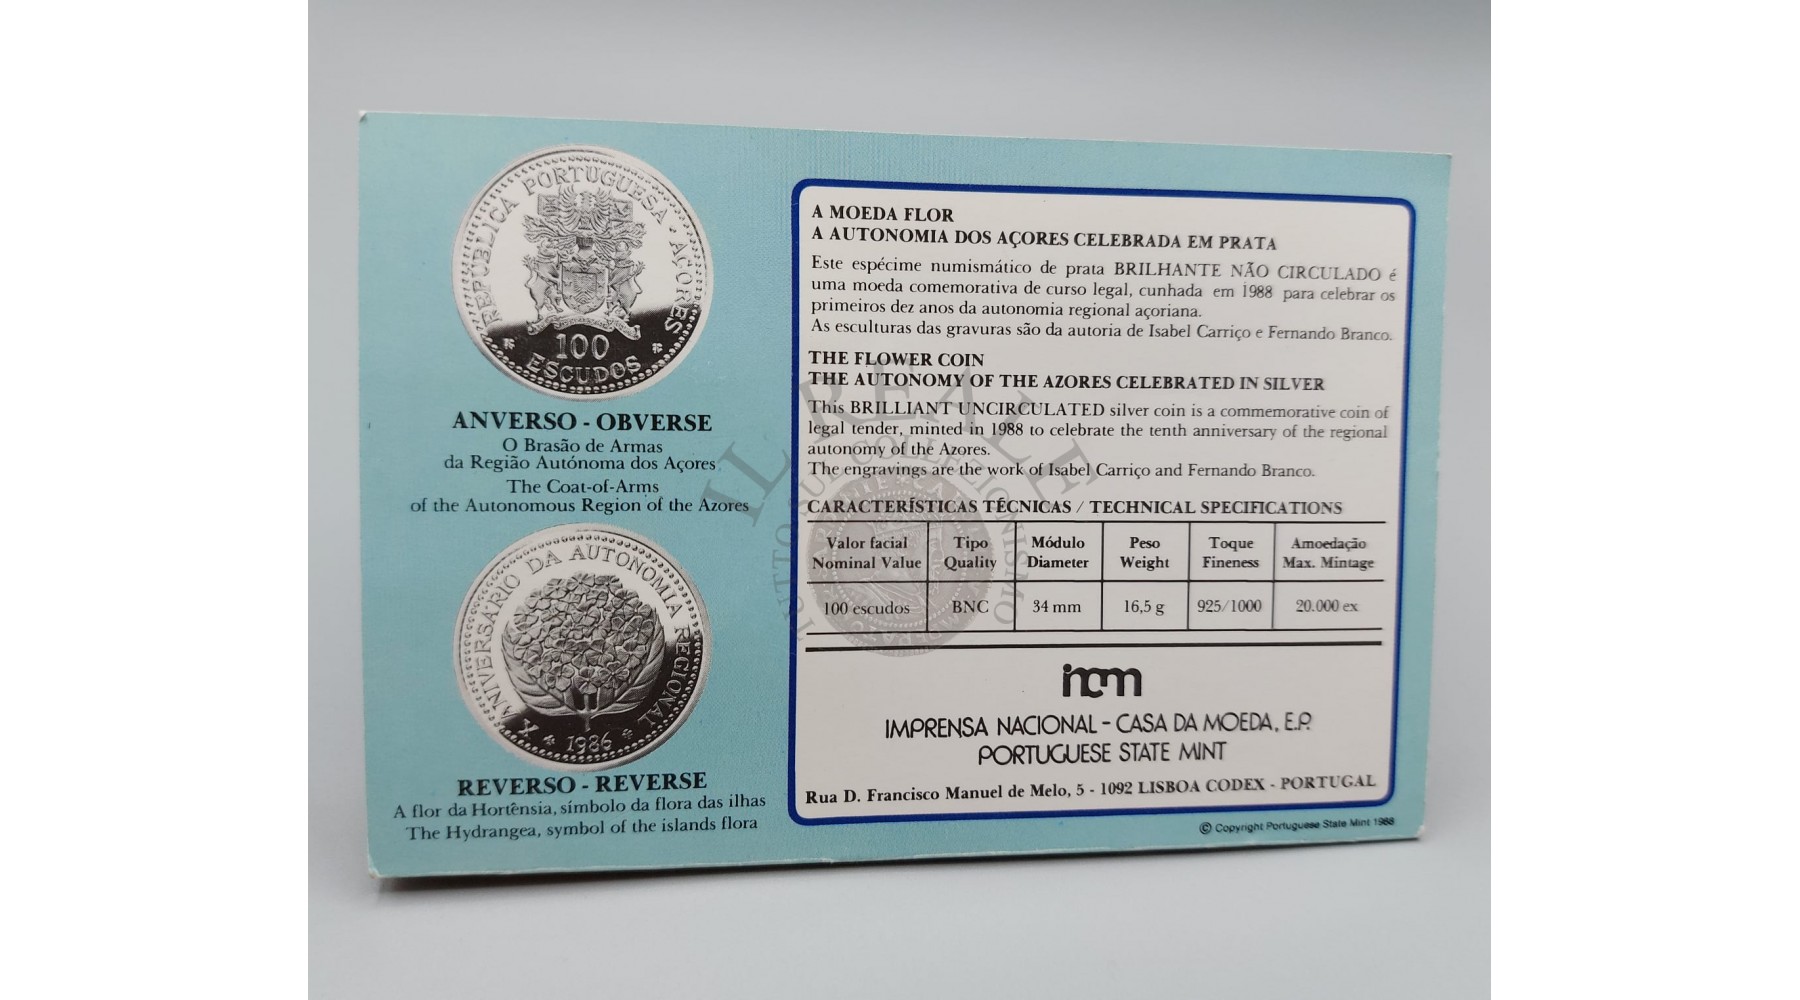 REPÚBLICA PORTUGUESA · AÇORES
100
ESCUDOS
ANVERSO - OBVERSE
O Brasão de Armas
da Região Autónoma dos Açores
The Coat-of-Arms
of the Autonomous Region of the Azores
X ANIVERSÁRIO DA AUTONOMIA REGIONAL
1986
REVERSO - REVERSE
A flor da Hortênsia, símbolo da flora das ilhas
The Hydrangea, symbol of the islands flora
A MOEDA FLOR
A AUTONOMIA DOS AÇORES CELEBRADA EM PRATA
Este espécime numismático de prata BRILHANTE NÃO CIRCULADO é
uma moeda comemorativa de curso legal, cunhada em 1988 para celebrar os
primeiros dez anos da autonomia regional açoriana.
As esculturas das gravuras são da autoria de Isabel Carriço e Fernando Branco.
THE FLOWER COIN
THE AUTONOMY OF THE AZORES CELEBRATED IN SILVER
This BRILLIANT UNCIRCULATED silver coin is a commemorative coin of
legal tender, minted in 1988 to celebrate the tenth anniversary of the regional
autonomy of the Azores.
The engravings are the work of Isabel Carriço and Fernando Branco.
CARACTERÍSTICAS TÉCNICAS / TECHNICAL SPECIFICATIONS
Valor facial Tipo Módulo Peso Toque Amoedação
Nominal Value Quality Diameter Weight Fineness Max. Mintage
100 escudos BNC 34 mm 16,5 g 925/1000 20.000 ex
incm
IMPRENSA NACIONAL - CASA DA MOEDA, E.P.
PORTUGUESE STATE MINT
Rua D. Francisco Manuel de Melo, 5 - 1092 LISBOA CODEX - PORTUGAL
© Copyright Portuguese State Mint 1988
IL REALE
TUTTO SUL COLLEZIONISMO